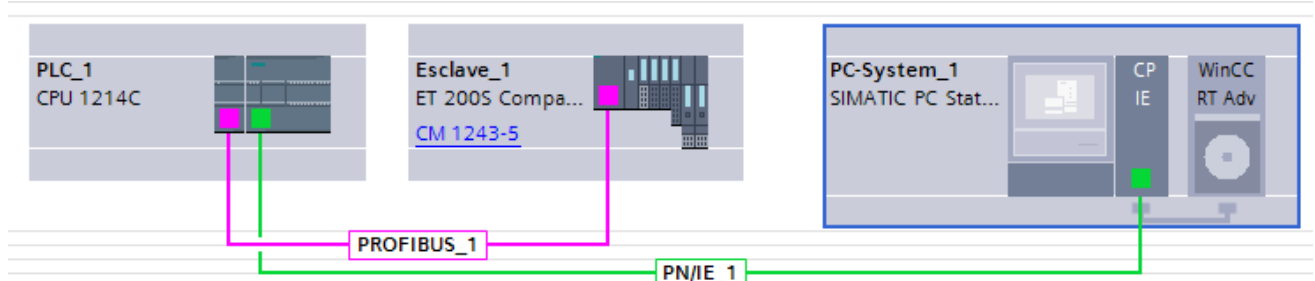 PLC_1
CPU 1214C
Esclave_1
ET 200S Compa...
CM 1243-5
PC-System_1
SIMATIC PC Stat...
CP
IE
WinCC
RT Adv
PROFIBUS_1
PN/IE_1